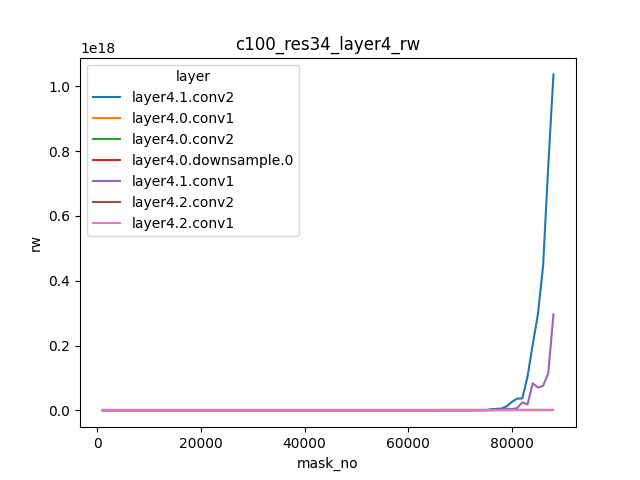 c100_res34_layer4_rw
1e18
layer
layer4.1.conv2
layer4.0.conv1
layer4.0.conv2
layer4.0.downsample.0
layer4.1.conv1
layer4.2.conv2
layer4.2.conv1
1.0
0.8
0.6
0.4
0.2
0.0
rw
0
20000
40000
60000
80000
mask_no